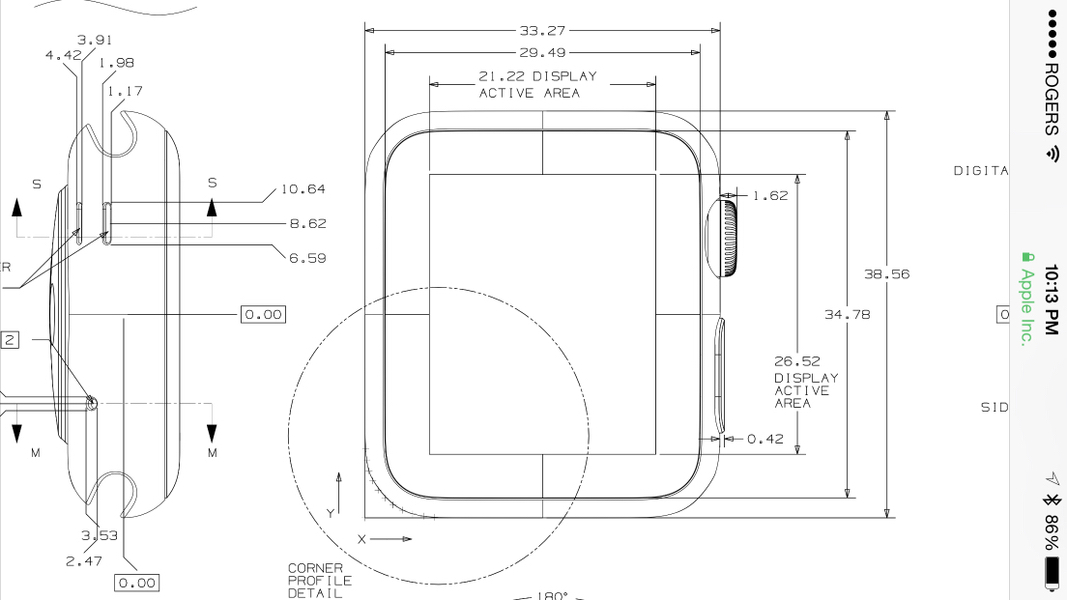 33.27
29.49
21.22 DISPLAY
ACTIVE AREA
3.91
4.42
1.98
1.17
S
S
10.64
8.62
6.59
ER
0.00
2
M
M
3.53
2.47
0.00
1.62
38.56
34.78
26.52
DISPLAY
ACTIVE
AREA
0.42
Y
X
CORNER
PROFILE
DETAIL
180°
DIGITA
0
SID
ROGERS
10:13 PM
86%
Apple Inc.